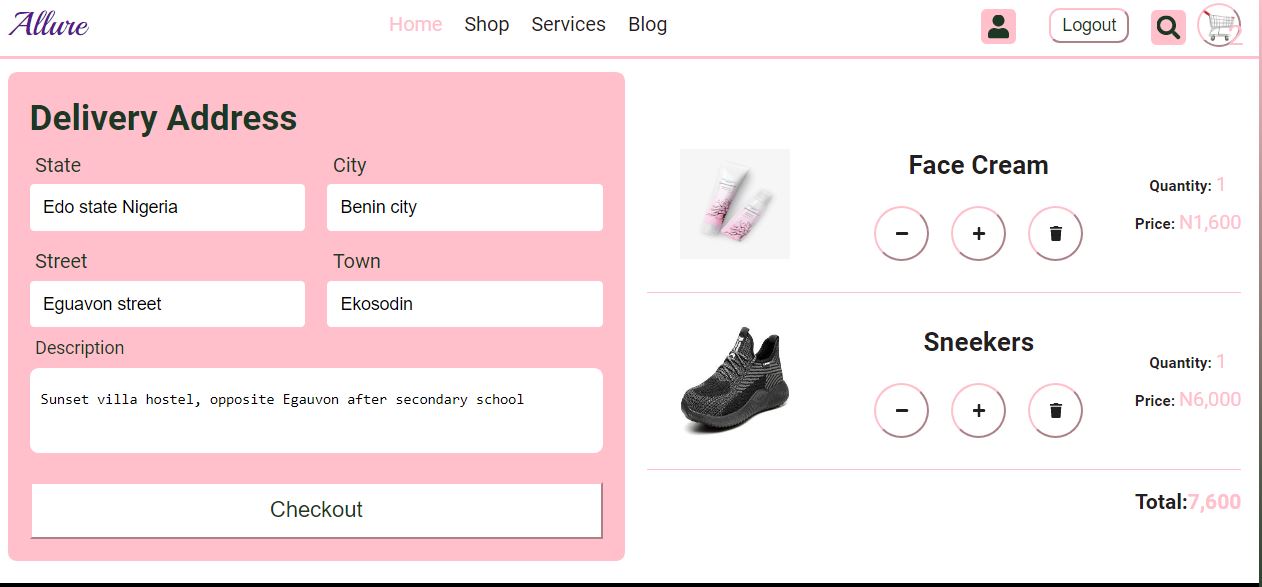 Allure
Home Shop Services Blog
Logout
2
Delivery Address
State City
Edo state Nigeria Benin city
Street Town
Eguavon street Ekosodin
Description
Sunset villa hostel, opposite Egauvon after secondary school
Checkout
Face Cream
Quantity: 1
Price: N1,600
Sneekers
Quantity: 1
Price: N6,000
Total:7,600